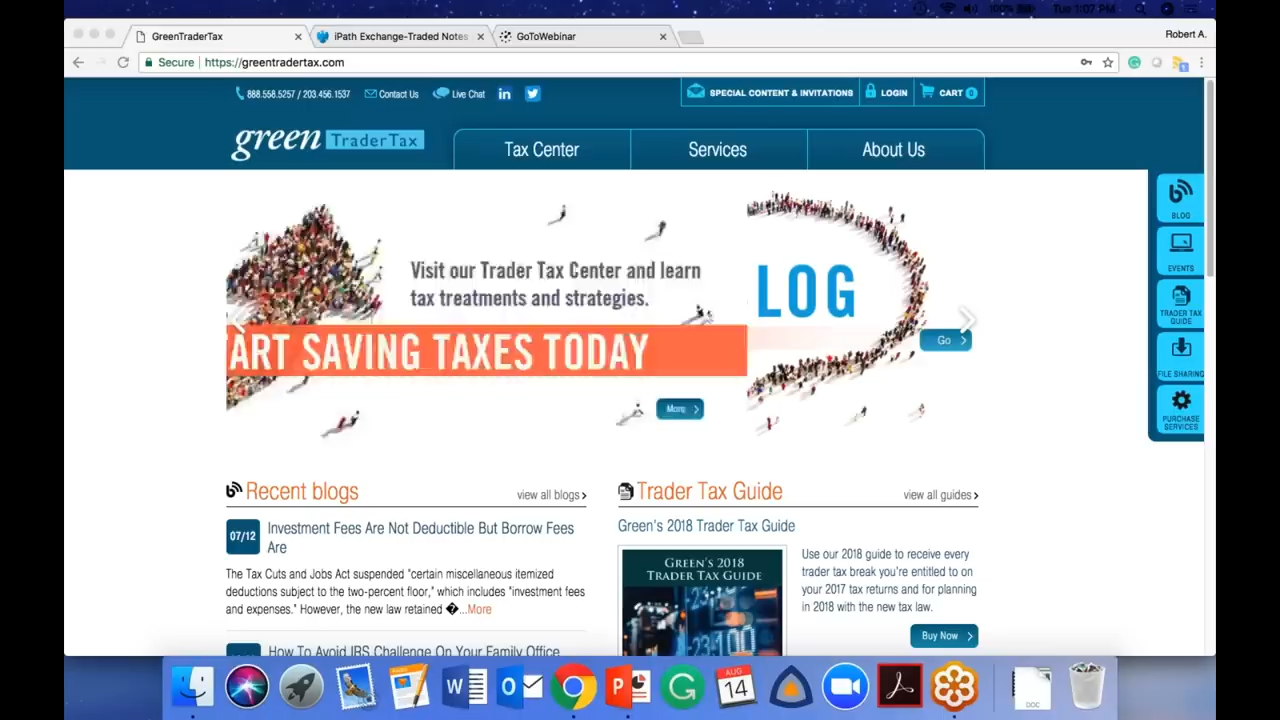 100%
Tue 1:07 PM
GreenTraderTax
iPath Exchange-Traded Notes
GoToWebinar
Robert A.
Secure
https://greentradertax.com
888.558.5257 / 203.456.1537
Contact Us
Live Chat
SPECIAL CONTENT & INVITATIONS
LOGIN
CART 0
green TraderTax
Tax Center
Services
About Us
BLOG
EVENTS
TRADER TAX
GUIDE
FILE SHARING
PURCHASE
SERVICES
Visit our Trader Tax Center and learn
tax treatments and strategies.
ART SAVING TAXES TODAY
More
LOG
Go
Recent blogs
view all blogs
07/12
Investment Fees Are Not Deductible But Borrow Fees
Are
The Tax Cuts and Jobs Act suspended "certain miscellaneous itemized
deductions subject to the two-percent floor," which includes "investment fees
and expenses." However, the new law retained �...More
How To Avoid IRS Challenge On Your Family Office
Trader Tax Guide
view all guides
Green's 2018 Trader Tax Guide
GREEN'S 2018
TRADER TAX GUIDE
Use our 2018 guide to receive every
trader tax break you're entitled to on
your 2017 tax returns and for planning
in 2018 with the new tax law.
Buy Now
AUG
14
DOC